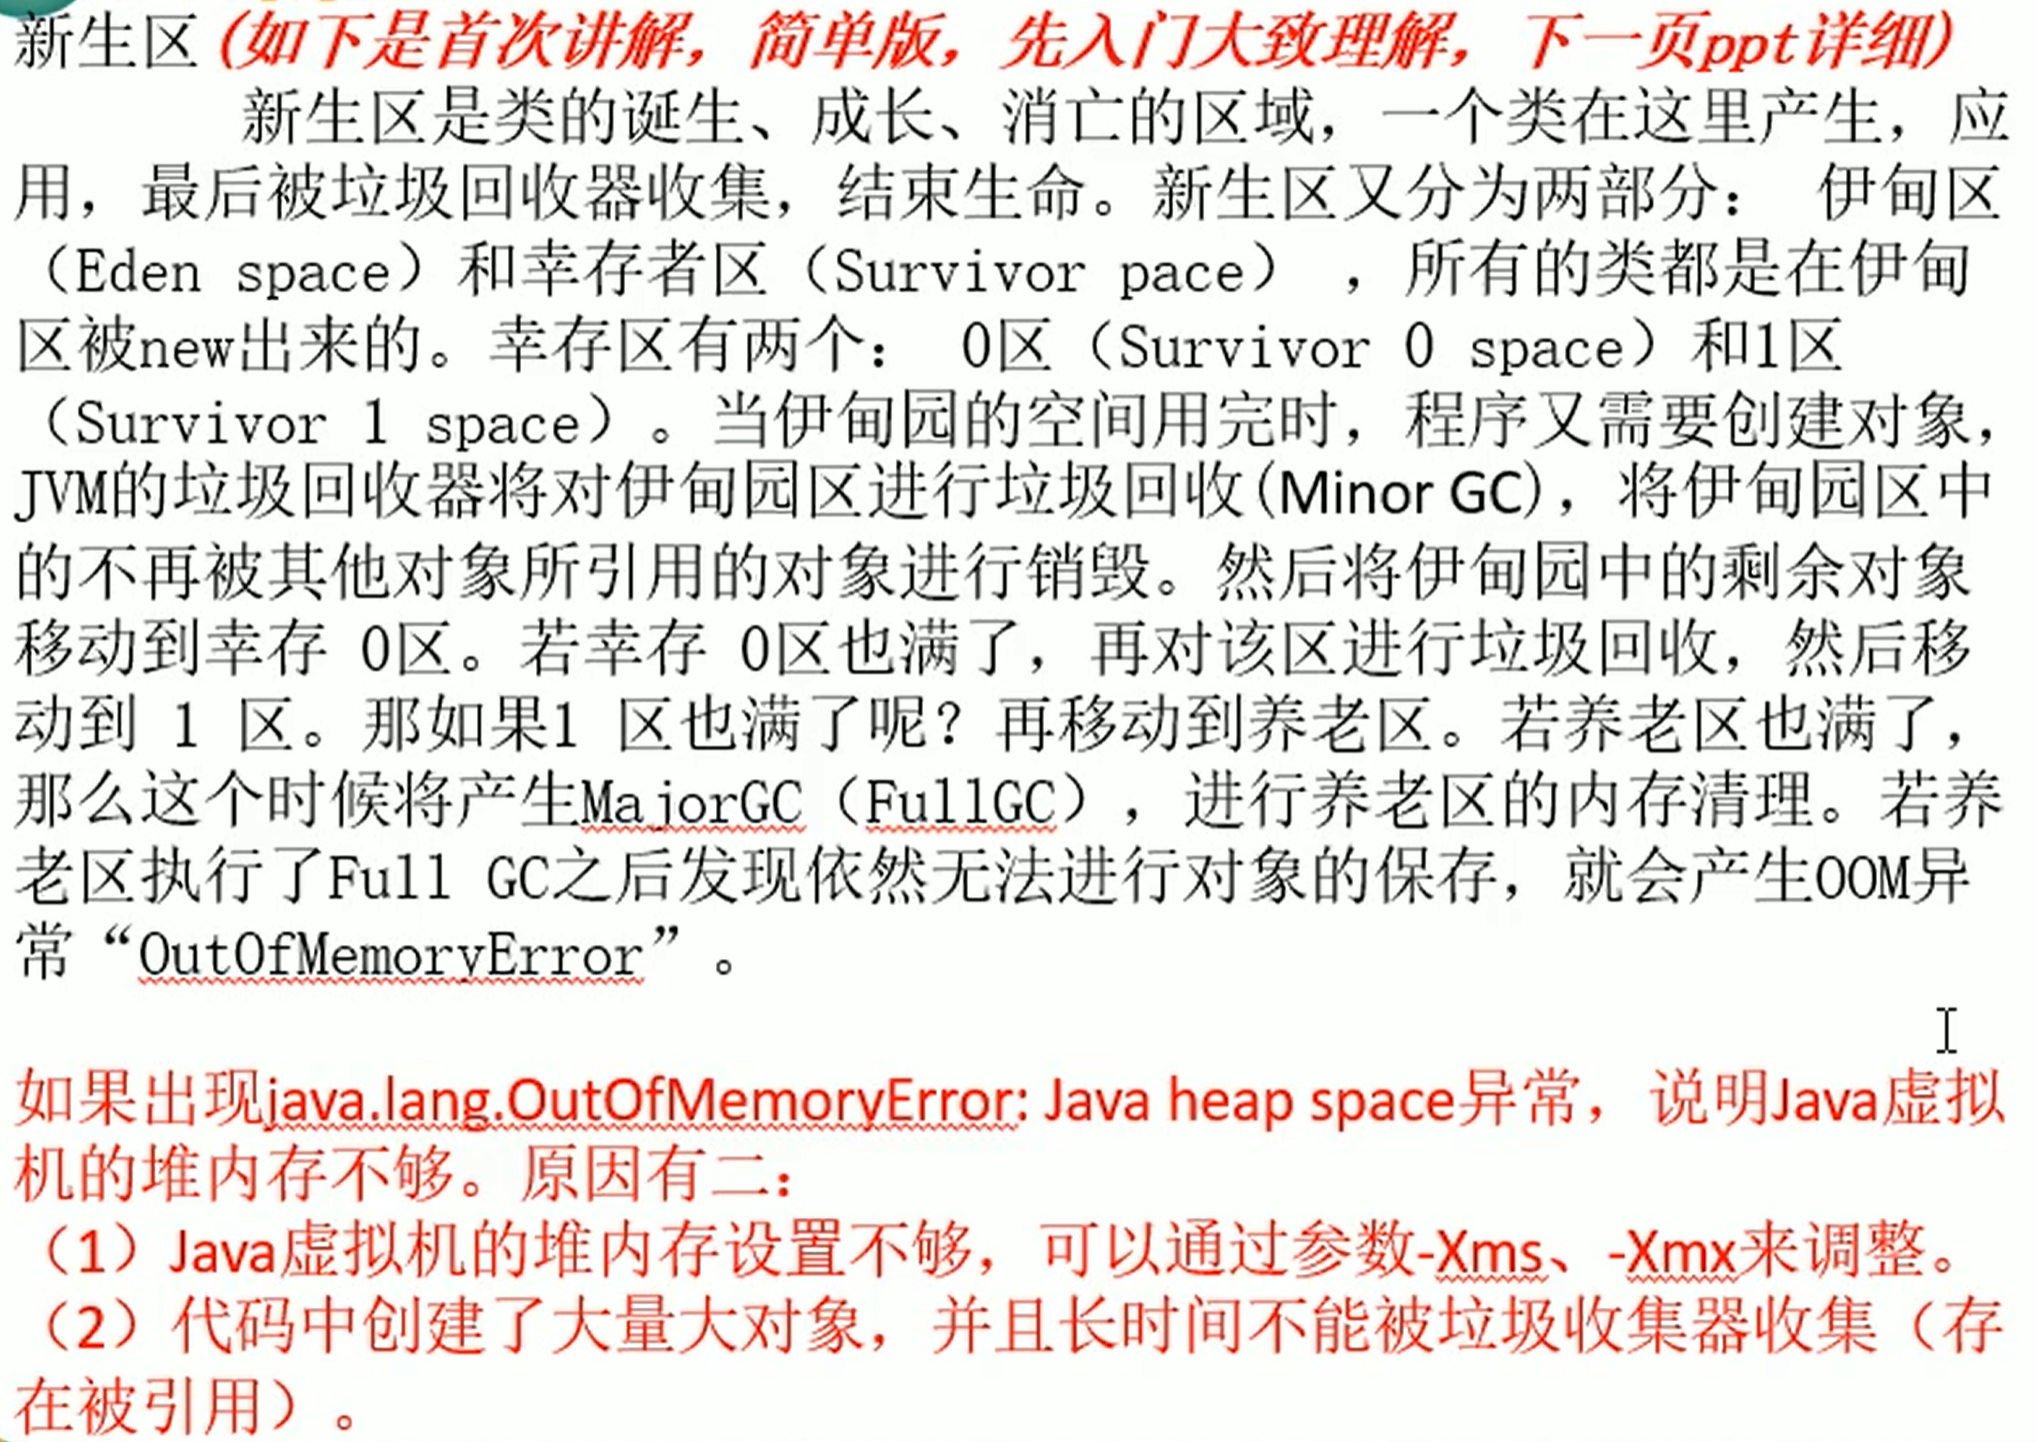 新生区(如下是首次讲解，简单版，先入门大致理解，下一页ppt详细)
新生区是类的诞生、成长、消亡的区域，一个类在这里产生，应
用，最后被垃圾回收器收集，结束生命。新生区又分为两部分： 伊甸区
（Eden space）和幸存者区（Survivor pace） ，所有的类都是在伊甸
区被new出来的。幸存区有两个： 0区（Survivor 0 space）和1区
（Survivor 1 space）。当伊甸园的空间用完时，程序又需要创建对象，
JVM的垃圾回收器将对伊甸园区进行垃圾回收(Minor GC)，将伊甸园区中
的不再被其他对象所引用的对象进行销毁。然后将伊甸园中的剩余对象
移动到幸存 0区。若幸存 0区也满了，再对该区进行垃圾回收，然后移
动到 1 区。那如果1 区也满了呢？再移动到养老区。若养老区也满了，
那么这个时候将产生MajorGC（FullGC），进行养老区的内存清理。若养
老区执行了Full GC之后发现依然无法进行对象的保存，就会产生OOM异
常“OutOfMemoryError”。
如果出现java.lang.OutOfMemoryError: Java heap space异常，说明Java虚拟
机的堆内存不够。原因有二：
（1）Java虚拟机的堆内存设置不够，可以通过参数-Xms、-Xmx来调整。
（2）代码中创建了大量大对象，并且长时间不能被垃圾收集器收集（存
在被引用）。